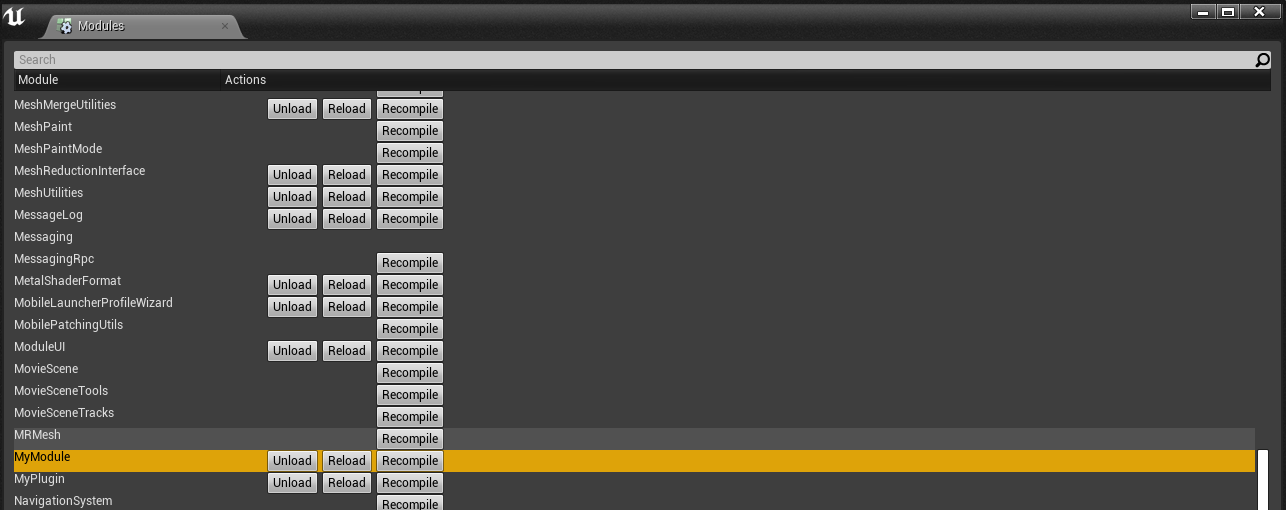 Modules
Search
Module Actions
MeshMergeUtilities Unload Reload Recompile
MeshPaint Recompile
MeshPaintMode Recompile
MeshReductionInterface Unload Reload Recompile
MeshUtilities Unload Reload Recompile
MessageLog Unload Reload Recompile
Messaging
MessagingRpc Recompile
MetalShaderFormat Unload Reload Recompile
MobileLauncherProfileWizard Unload Reload Recompile
MobilePatchingUtils Recompile
ModuleUI Unload Reload Recompile
MovieScene Recompile
MovieSceneTools Recompile
MovieSceneTracks Recompile
MRMesh Recompile
MyModule Unload Reload Recompile
MyPlugin Unload Reload Recompile
NavigationSystem Recompile